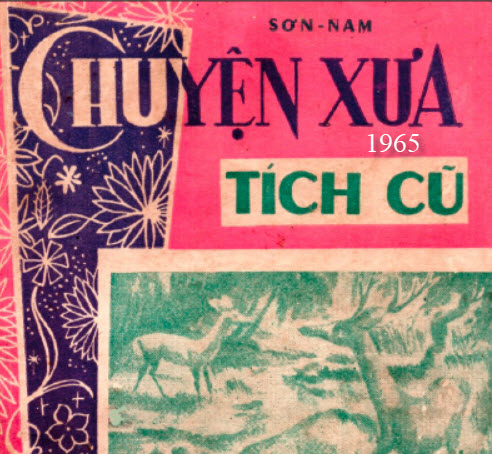 SƠN-NAM
CHUYỆN XƯA
1965
TÍCH CŨ